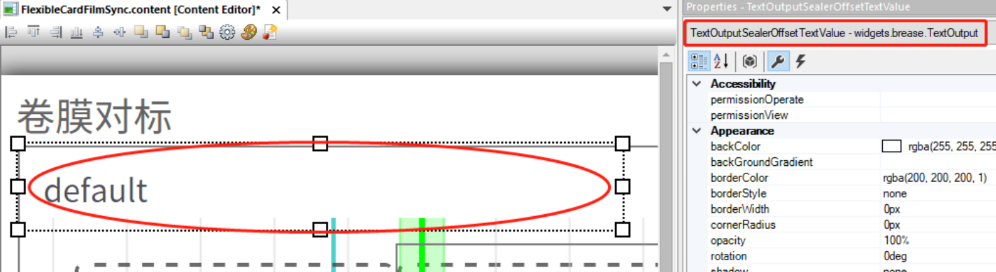 FlexibleCardFilmSync.content [Content Editor]*
Properties - TextOutputSealerOffsetTextValue
TextOutputSealerOffsetTextValue - widgets.brease.TextOutput
卷膜对标
default
Accessibility
permissionOperate
permissionView
Appearance
backColor rgba(255, 255, 255
backGroundGradient
borderColor rgba(200, 200, 200, 1)
borderStyle none
borderWidth 0px
cornerRadius 0px
opacity 100%
rotation 0deg
shadow none